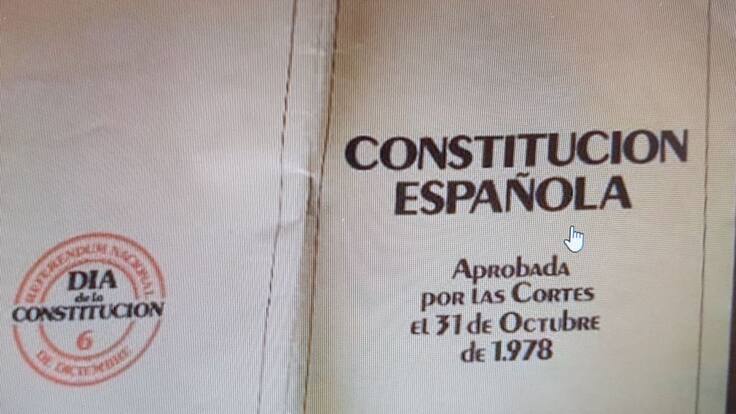 REFERENDUM NACIONAL
DIA
de la
CONSTITUCION
6
DE DICIEMBRE
CONSTITUCION
ESPAÑOLA
APROBADA
POR LAS CORTES
EL 31 de OCTUBRE
de 1.978